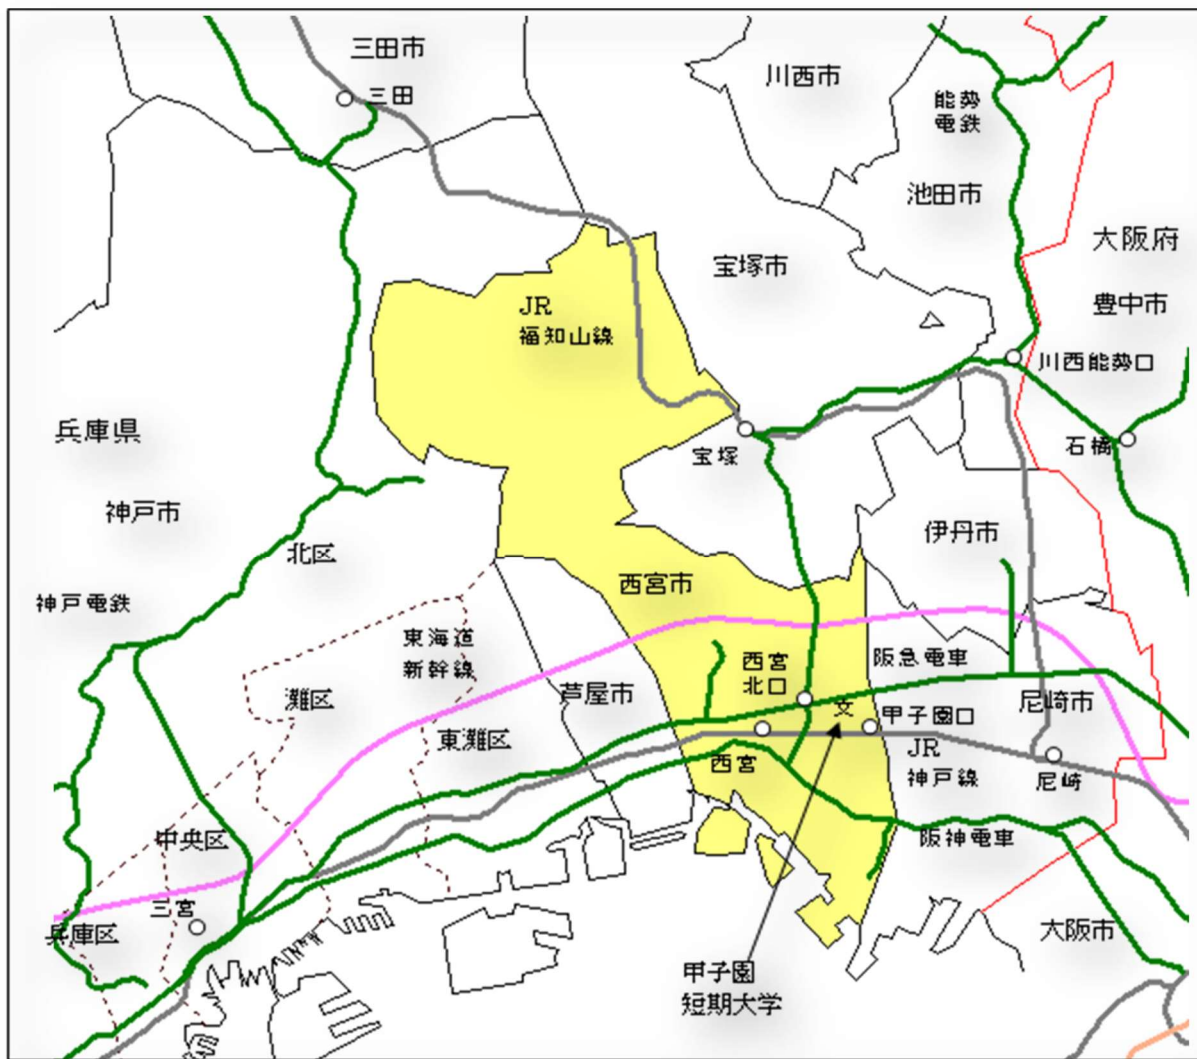 三田市
三田
川西市
能勢
電鉄
池田市
大阪府
宝塚市
豊中市
JR
福知山線
川西能勢口
兵庫県
石橋
宝塚
神戸市
伊丹市
北区
西宮市
神戸電鉄
東海道
新幹線
西宮
北口
阪急電車
芦屋市
灘区
尼崎市
文
甲子園口
東灘区
JR
神戸線
西宮
尼崎
中央区
阪神電車
三宮
兵庫区
大阪市
甲子園
短期大学